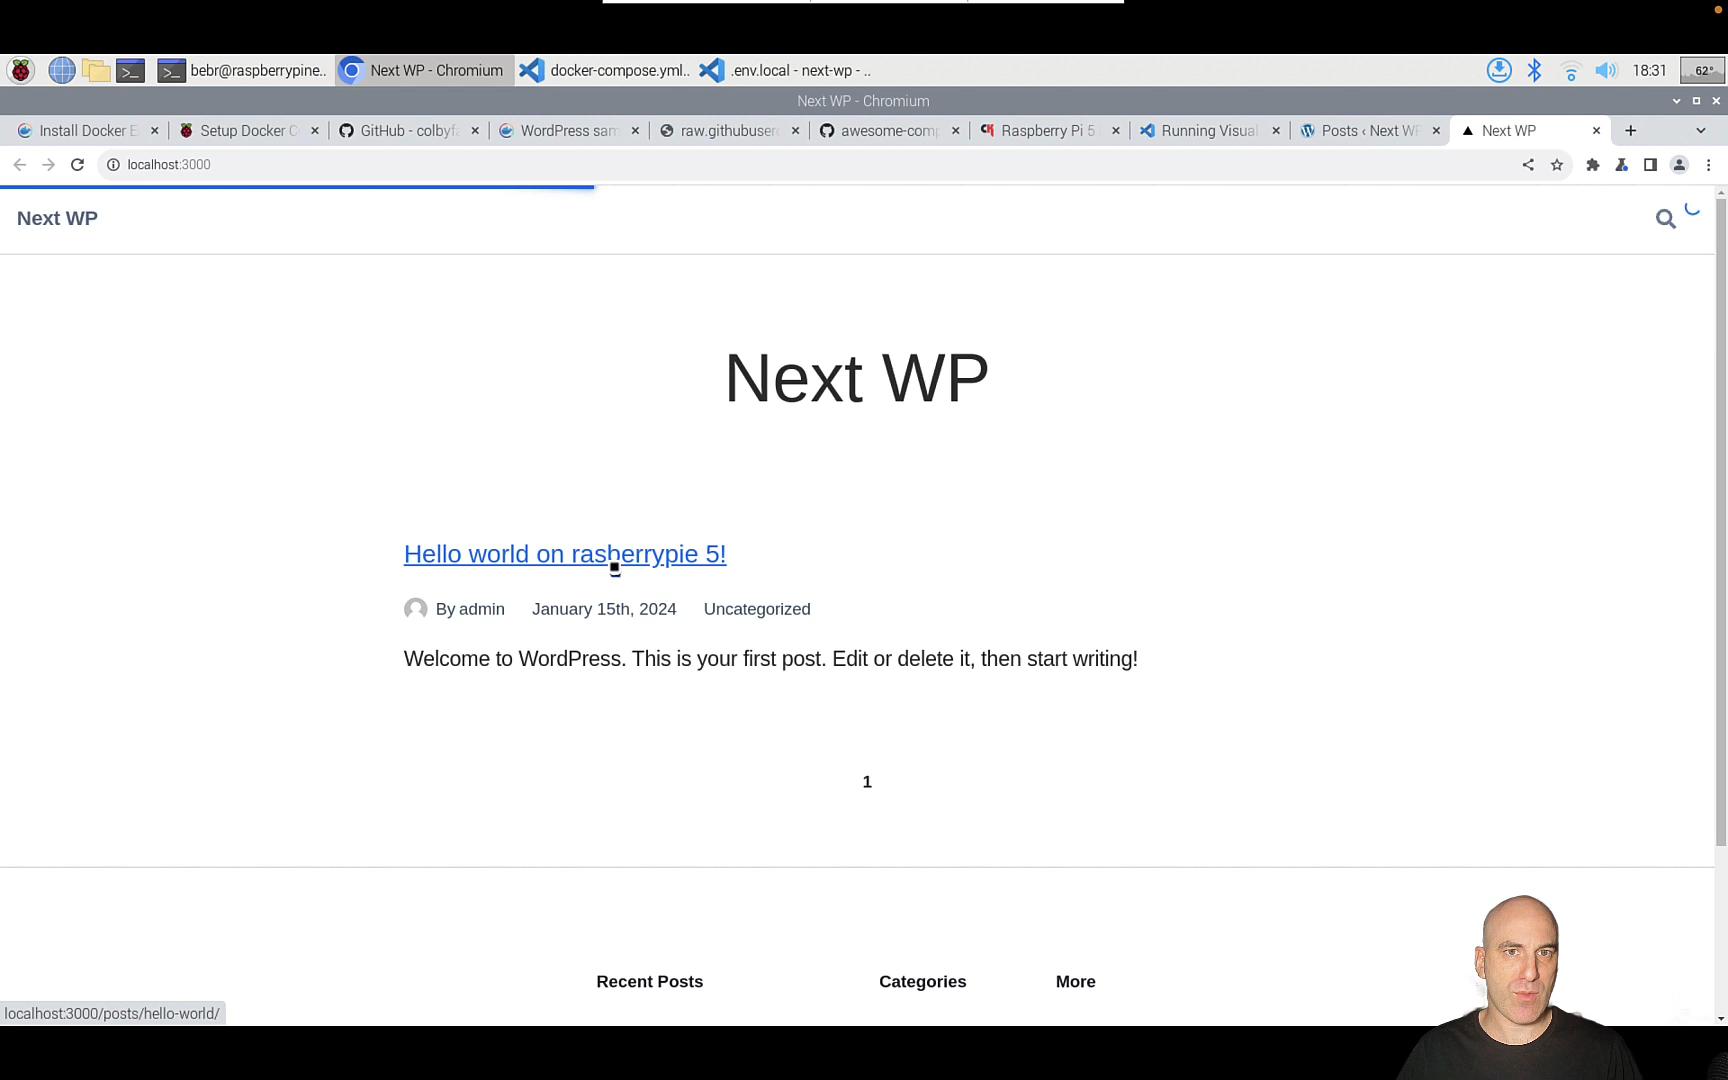 bebr@raspberrypine..
Next WP - Chromium
docker-compose.yml..
.env.local - next-wp - ..
18:31
62°
Next WP - Chromium
Install Docker E
Setup Docker C
GitHub - colbyfa
WordPress sam
raw.githubuserc
awesome-comp
Raspberry Pi 5
Running Visual
Posts ‹ Next WP
Next WP
localhost:3000
Next WP
Next WP
Hello world on rasberrypie 5!
By admin
January 15th, 2024
Uncategorized
Welcome to WordPress. This is your first post. Edit or delete it, then start writing!
1
Recent Posts
Categories
More
localhost:3000/posts/hello-world/